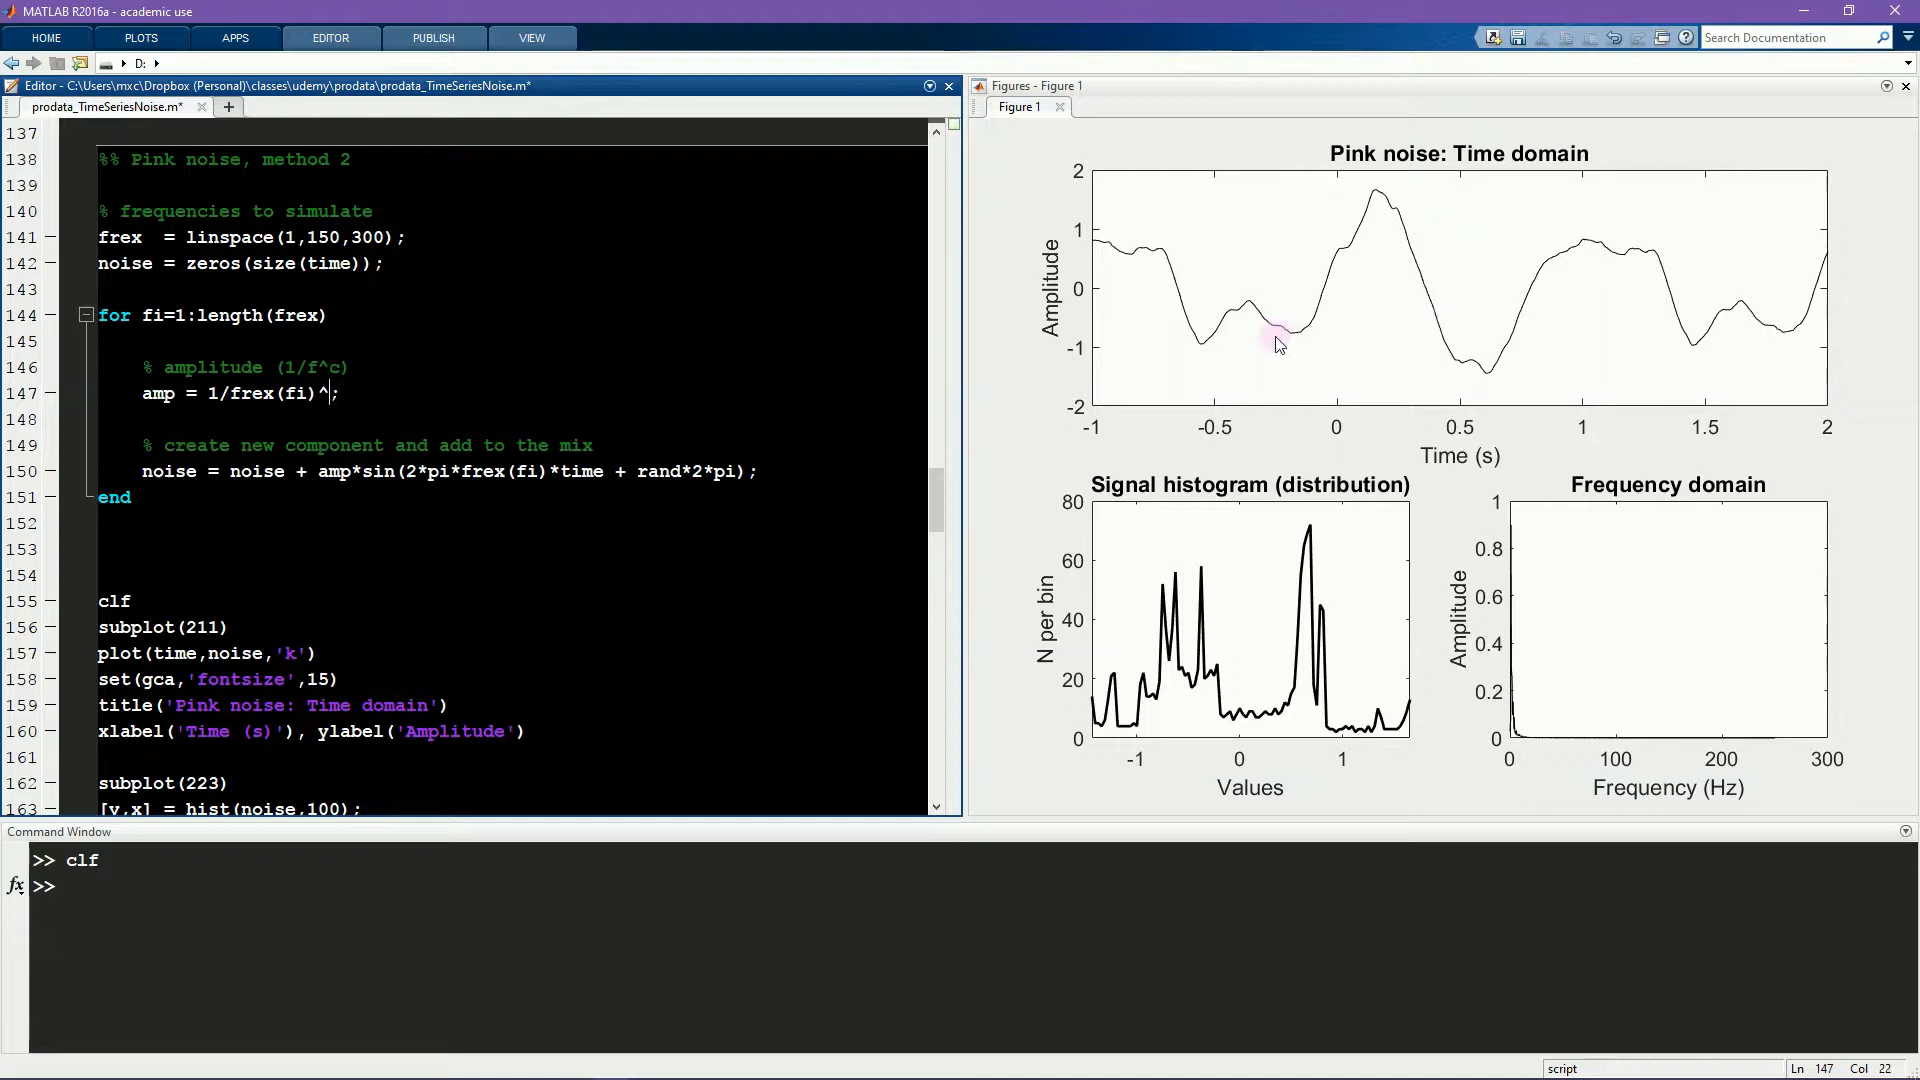 MATLAB R2016a - academic use
HOME PLOTS APPS EDITOR PUBLISH VIEW
Search Documentation
D:
Editor - C:\Users\mxc\Dropbox (Personal)\classes\udemy\prodata\prodata_TimeSeriesNoise.m*
prodata_TimeSeriesNoise.m*
137
138 %% Pink noise, method 2
139
140 % frequencies to simulate
141 frex  = linspace(1,150,300);
142 noise = zeros(size(time));
143
144 for fi=1:length(frex)
145
146 % amplitude (1/f^c)
147 amp = 1/frex(fi)^;
148
149 % create new component and add to the mix
150 noise = noise + amp*sin(2*pi*frex(fi)*time + rand*2*pi);
151 end
152
153
154
155 clf
156 subplot(211)
157 plot(time,noise,'k')
158 set(gca,'fontsize',15)
159 title('Pink noise: Time domain')
160 xlabel('Time (s)'), ylabel('Amplitude')
161
162 subplot(223)
163 [y,x] = hist(noise,100);
Figures - Figure 1
Figure 1
Pink noise: Time domain
2
1
0
-1
-2
Amplitude
-1 -0.5 0 0.5 1 1.5 2
Time (s)
Signal histogram (distribution)
80
60
40
20
0
N per bin
-1 0 1
Values
Frequency domain
1
0.8
0.6
0.4
0.2
0
Amplitude
0 100 200 300
Frequency (Hz)
Command Window
>> clf
fx >>
script
Ln 147 Col 22